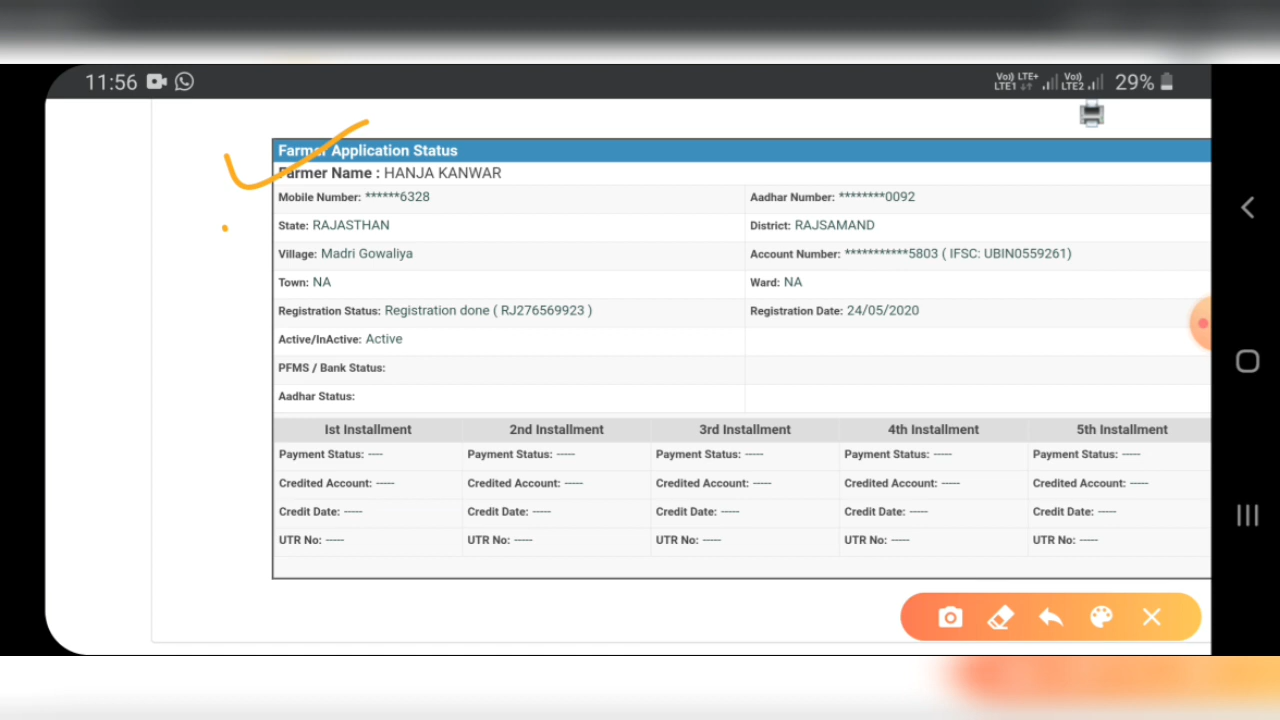 11:56
Vo) LTE+ LTE1 Vo) LTE2 29%
Farmer Application Status
Farmer Name : HANJA KANWAR
Mobile Number: ******6328 Aadhar Number: ********0092
State: RAJASTHAN District: RAJSAMAND
Village: Madri Gowaliya Account Number: ***********5803 ( IFSC: UBIN0559261)
Town: NA Ward: NA
Registration Status: Registration done ( RJ276569923 ) Registration Date: 24/05/2020
Active/InActive: Active
PFMS / Bank Status:
Aadhar Status:
Ist Installment 2nd Installment 3rd Installment 4th Installment 5th Installment
Payment Status: ---- Payment Status: ----- Payment Status: ----- Payment Status: ----- Payment Status: -----
Credited Account: ----- Credited Account: ----- Credited Account: ----- Credited Account: ----- Credited Account: -----
Credit Date: ----- Credit Date: ----- Credit Date: ----- Credit Date: ----- Credit Date: -----
UTR No: ----- UTR No: ----- UTR No: ----- UTR No: ----- UTR No: -----